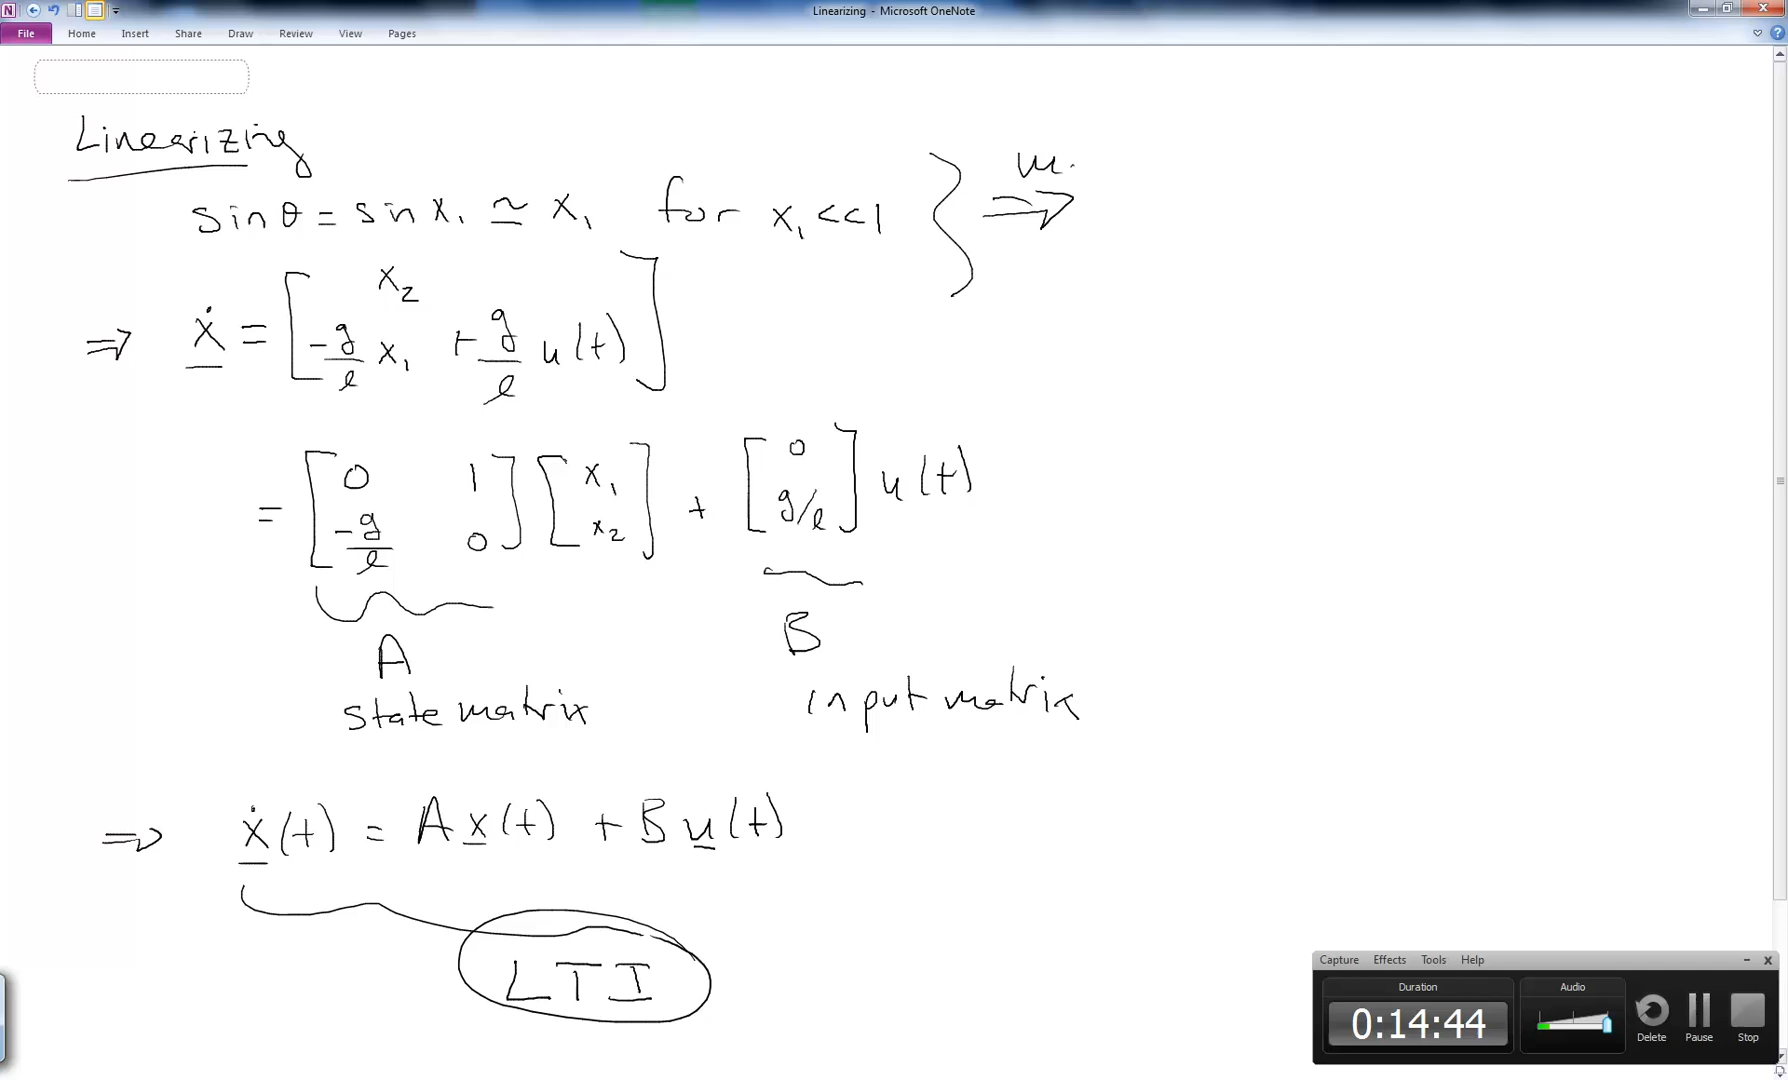 Linearizing - Microsoft OneNote
File Home Insert Share Draw Review View Pages
Linearizing
sin θ = sin x₁ ≃ x₁ for x₁ << 1 } ⇒
⇒ ẋ = [ x₂ ; -g/ℓ x₁ + g/ℓ u(t) ]
= [ 0 1 ; -g/ℓ 0 ] [ x₁ ; x₂ ] + [ 0 ; g/ℓ ] u(t)
A B
state matrix input matrix
⇒ ẋ(t) = A x(t) + B u(t)
LTI
Capture Effects Tools Help
Duration Audio
0:14:44
Delete Pause Stop